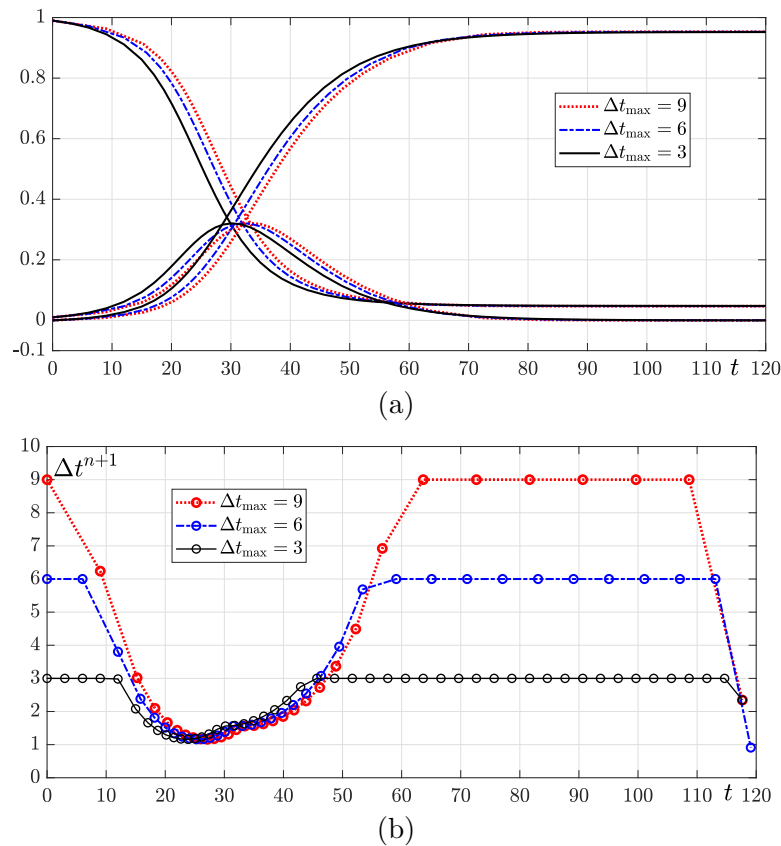 1
0.8
0.6
0.4
0.2
0
-0.1
Δt_max = 9
Δt_max = 6
Δt_max = 3
0 10 20 30 40 50 60 70 80 90 100 110 t 120
(a)
10
9
8
7
6
5
4
3
2
1
0
Δt^{n+1}
Δt_max = 9
Δt_max = 6
Δt_max = 3
0 10 20 30 40 50 60 70 80 90 100 110 t 120
(b)